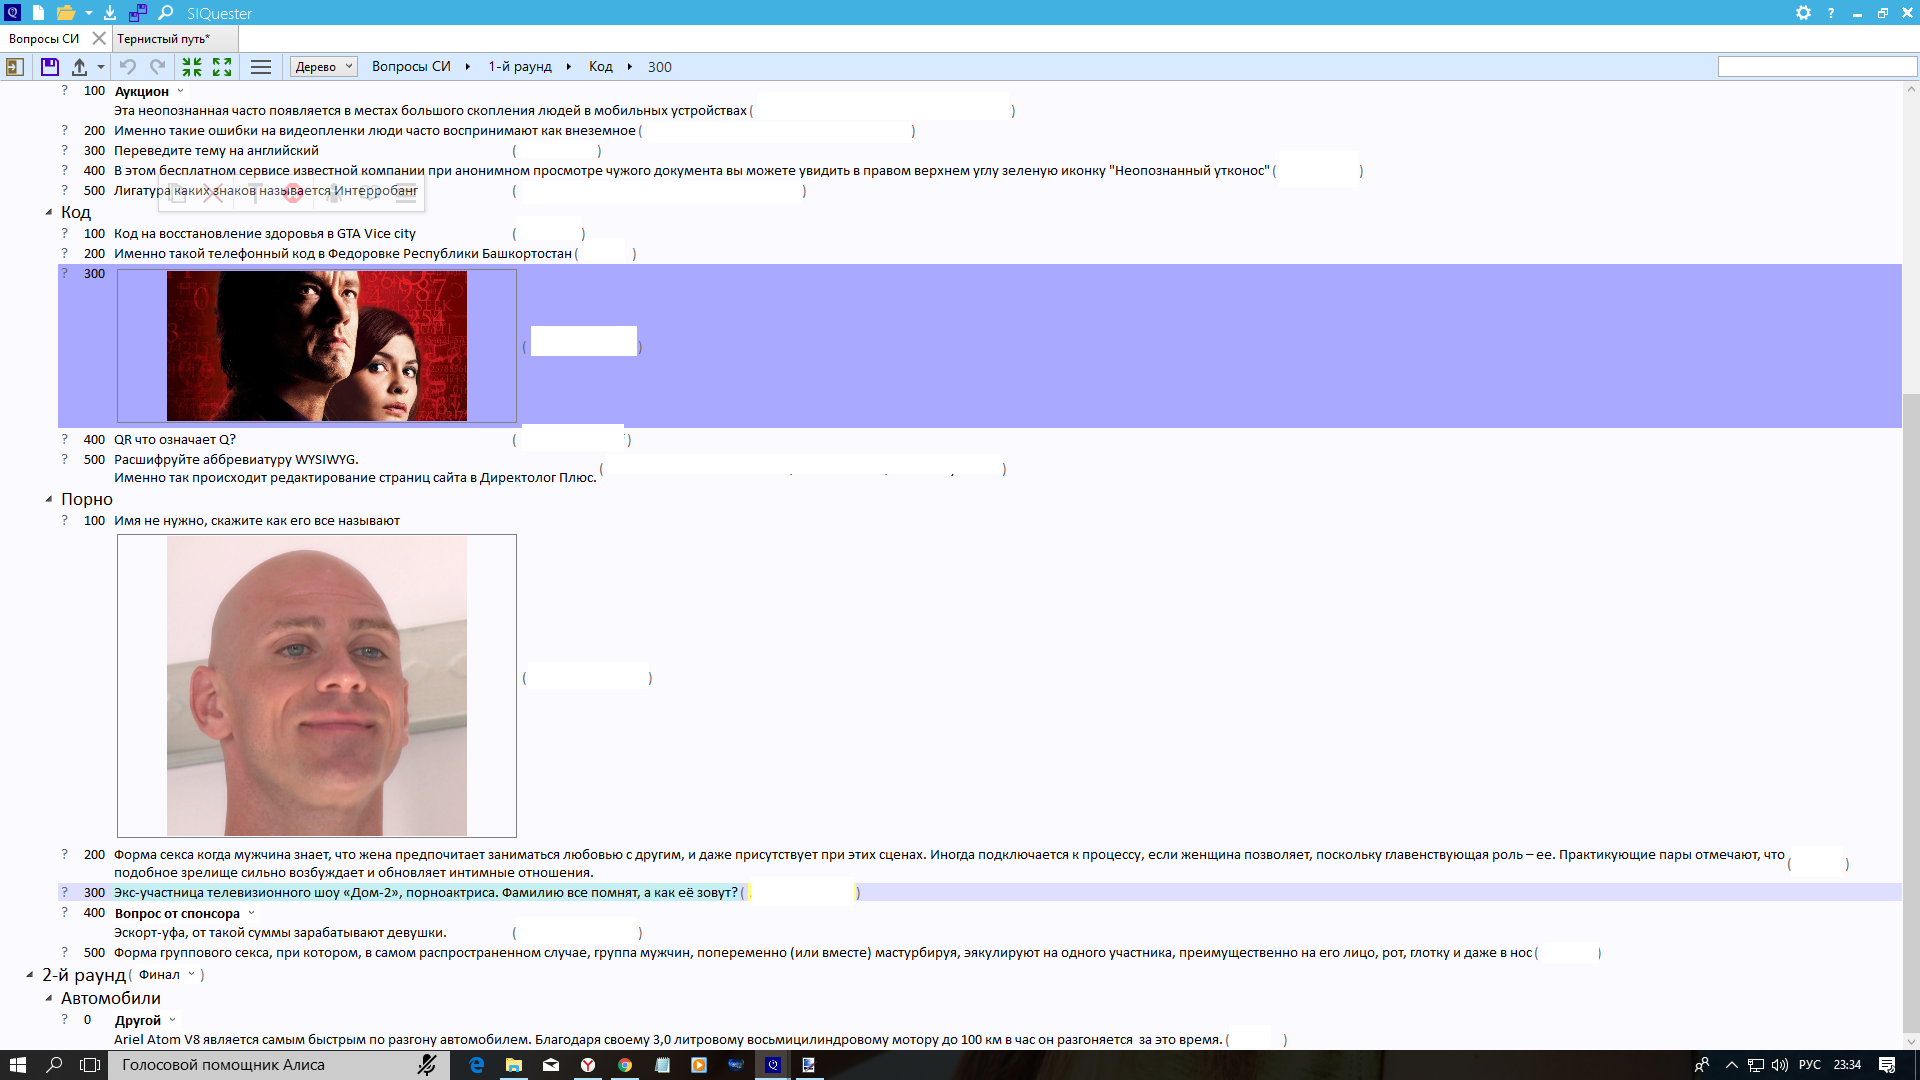 SIQuester
Вопросы СИ
Тернистый путь*
Дерево Вопросы СИ 1-й раунд Код 300
? 100 Аукцион
Эта неопознанная часто появляется в местах большого скопления людей в мобильных устройствах ( )
? 200 Именно такие ошибки на видеопленки люди часто воспринимают как внеземное ( )
? 300 Переведите тему на английский ( )
? 400 В этом бесплатном сервисе известной компании при анонимном просмотре чужого документа вы можете увидить в правом верхнем углу зеленую иконку "Неопознанный утконос" ( )
? 500 Лигатура каких знаков называется Интерробанг ( )
Код
? 100 Код на восстановление здоровья в GTA Vice city ( )
? 200 Именно такой телефонный код в Федоровке Республики Башкортостан ( )
? 300 ( )
? 400 QR что означает Q? ( )
? 500 Расшифруйте аббревиатуру WYSIWYG.
Именно так происходит редактирование страниц сайта в Директолог Плюс. ( )
Порно
? 100 Имя не нужно, скажите как его все называют
( )
? 200 Форма секса когда мужчина знает, что жена предпочитает заниматься любовью с другим, и даже присутствует при этих сценах. Иногда подключается к процессу, если женщина позволяет, поскольку главенствующая роль – ее. Практикующие пары отмечают, что
подобное зрелище сильно возбуждает и обновляет интимные отношения. ( )
? 300 Экс-участница телевизионного шоу «Дом-2», порноактриса. Фамилию все помнят, а как её зовут? ( )
? 400 Вопрос от спонсора
Эскорт-уфа, от такой суммы зарабатывают девушки. ( )
? 500 Форма группового секса, при котором, в самом распространенном случае, группа мужчин, попеременно (или вместе) мастурбируя, эякулируют на одного участника, преимущественно на его лицо, рот, глотку и даже в нос ( )
2-й раунд ( Финал )
Автомобили
? 0 Другой
Ariel Atom V8 является самым быстрым по разгону автомобилем. Благодаря своему 3,0 литровому восьмицилиндровому мотору до 100 км в час он разгоняется за это время. ( )
Голосовой помощник Алиса
РУС 23:34